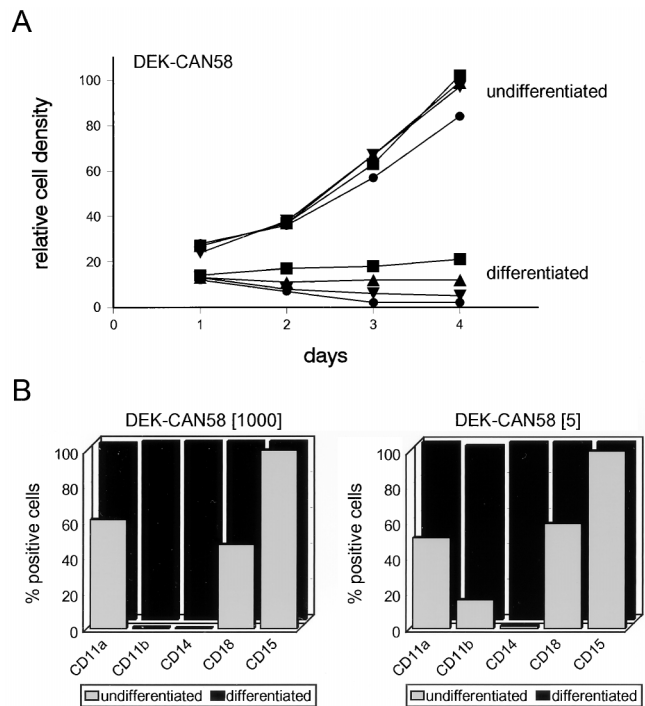 A
DEK-CAN58
relative cell density
100
80
60
40
20
0
undifferentiated
differentiated
0 1 2 3 4
days
B
DEK-CAN58 [1000]
% positive cells
100
80
60
40
20
0
CD11a CD11b CD14 CD18 CD15
undifferentiated differentiated
DEK-CAN58 [5]
% positive cells
100
80
60
40
20
0
CD11a CD11b CD14 CD18 CD15
undifferentiated differentiated